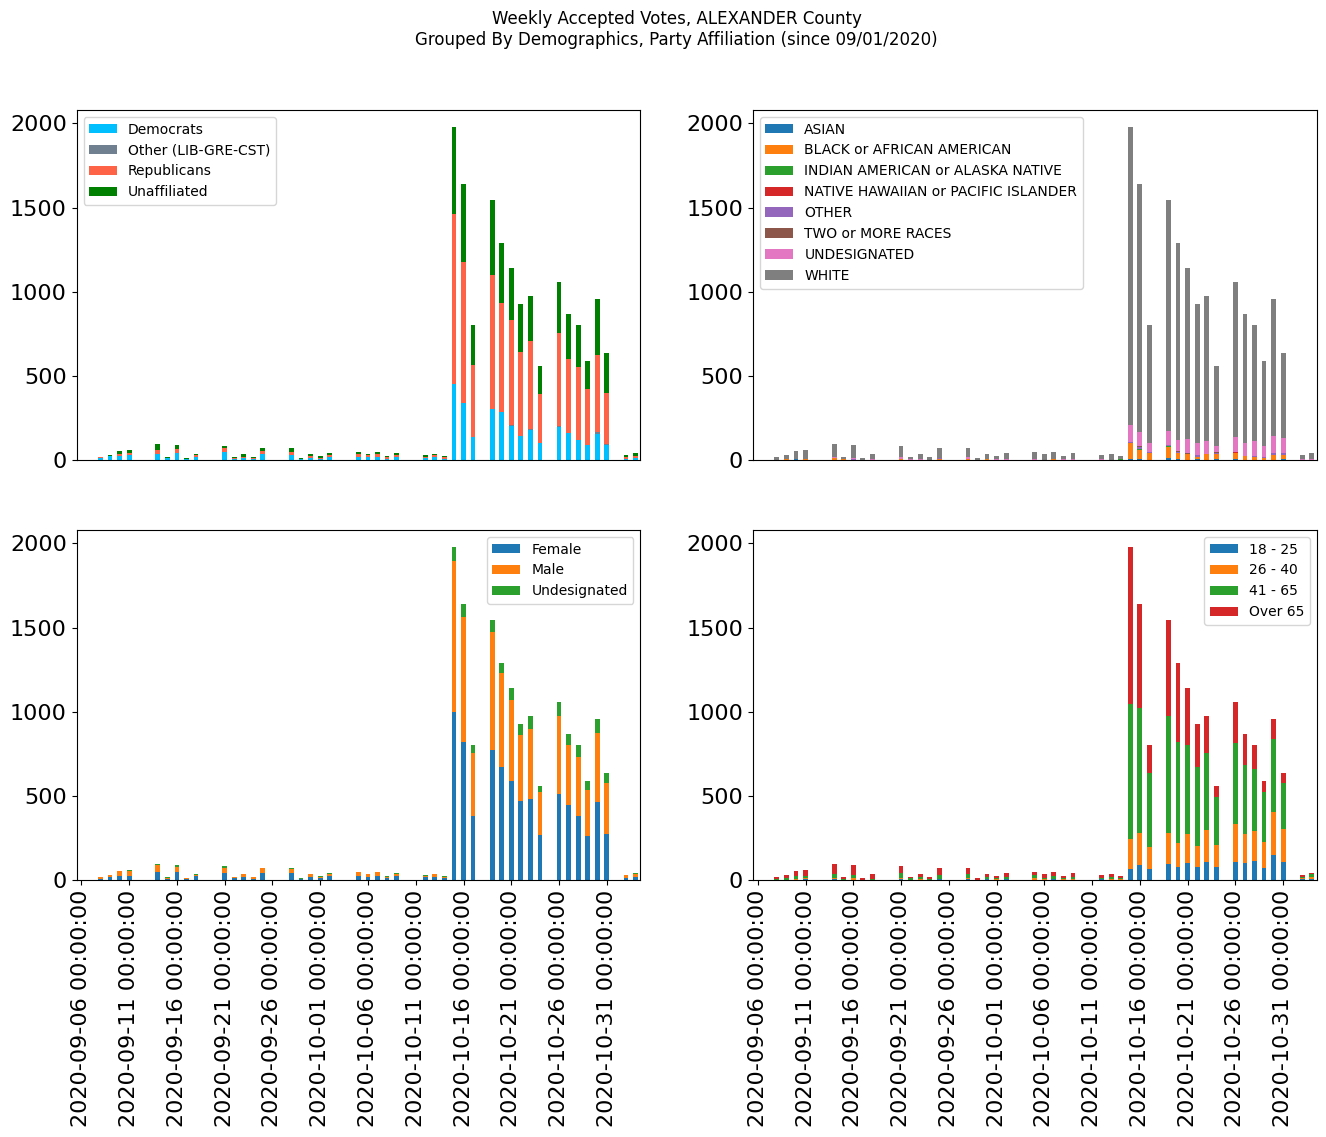 Weekly Accepted Votes, ALEXANDER County
Grouped By Demographics, Party Affiliation (since 09/01/2020)
2000
1500
1000
500
0
Democrats
Other (LIB-GRE-CST)
Republicans
Unaffiliated
2000
1500
1000
500
0
ASIAN
BLACK or AFRICAN AMERICAN
INDIAN AMERICAN or ALASKA NATIVE
NATIVE HAWAIIAN or PACIFIC ISLANDER
OTHER
TWO or MORE RACES
UNDESIGNATED
WHITE
2000
1500
1000
500
0
Female
Male
Undesignated
2020-09-06 00:00:00
2020-09-11 00:00:00
2020-09-16 00:00:00
2020-09-21 00:00:00
2020-09-26 00:00:00
2020-10-01 00:00:00
2020-10-06 00:00:00
2020-10-11 00:00:00
2020-10-16 00:00:00
2020-10-21 00:00:00
2020-10-26 00:00:00
2020-10-31 00:00:00
2000
1500
1000
500
0
18 - 25
26 - 40
41 - 65
Over 65
2020-09-06 00:00:00
2020-09-11 00:00:00
2020-09-16 00:00:00
2020-09-21 00:00:00
2020-09-26 00:00:00
2020-10-01 00:00:00
2020-10-06 00:00:00
2020-10-11 00:00:00
2020-10-16 00:00:00
2020-10-21 00:00:00
2020-10-26 00:00:00
2020-10-31 00:00:00